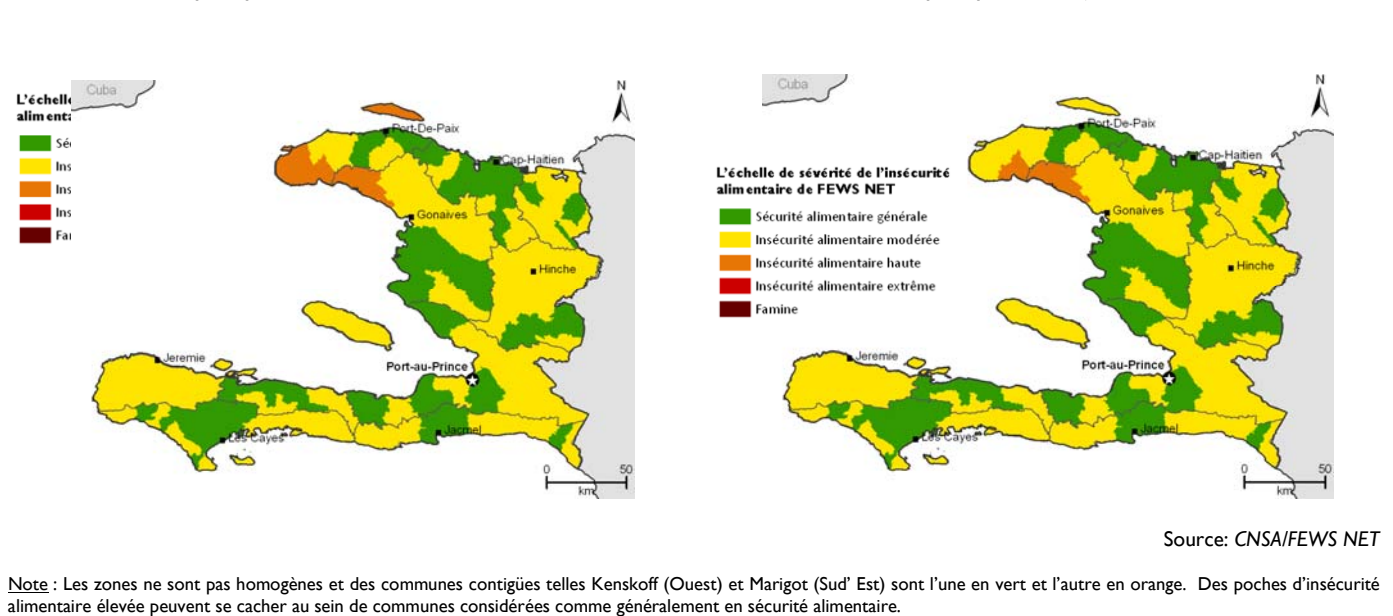 Cuba
N
L'échelle
alimenta
Sé
Ins
Ins
Ins
Fa
Port-De-Paix
Cap-Haitien
Gonaives
Hinche
Jeremie
Port-au-Prince
Les Cayes
Jacmel
0 50
km
Cuba
N
L'échelle de sévérité de l'insécurité
alimentaire de FEWS NET
Sécurité alimentaire générale
Insécurité alimentaire modérée
Insécurité alimentaire haute
Insécurité alimentaire extrême
Famine
Port-De-Paix
Cap-Haitien
Gonaives
Hinche
Jeremie
Port-au-Prince
Les Cayes
Jacmel
0 50
km
Source: CNSA/FEWS NET
Note : Les zones ne sont pas homogènes et des communes contigües telles Kenskoff (Ouest) et Marigot (Sud' Est) sont l'une en vert et l'autre en orange. Des poches d'insécurité
alimentaire élevée peuvent se cacher au sein de communes considérées comme généralement en sécurité alimentaire.